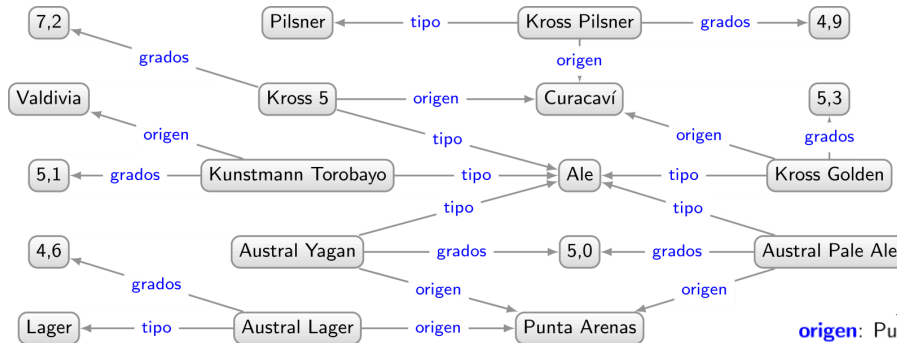 7,2 Pilsner tipo Kross Pilsner grados 4,9
grados origen
Valdivia Kross 5 origen Curacaví 5,3
origen tipo origen grados
5,1 grados Kunstmann Torobayo tipo Ale tipo Kross Golden
tipo tipo
4,6 Austral Yagan grados 5,0 grados Austral Pale Ale
grados origen origen
Lager tipo Austral Lager origen Punta Arenas
origen: